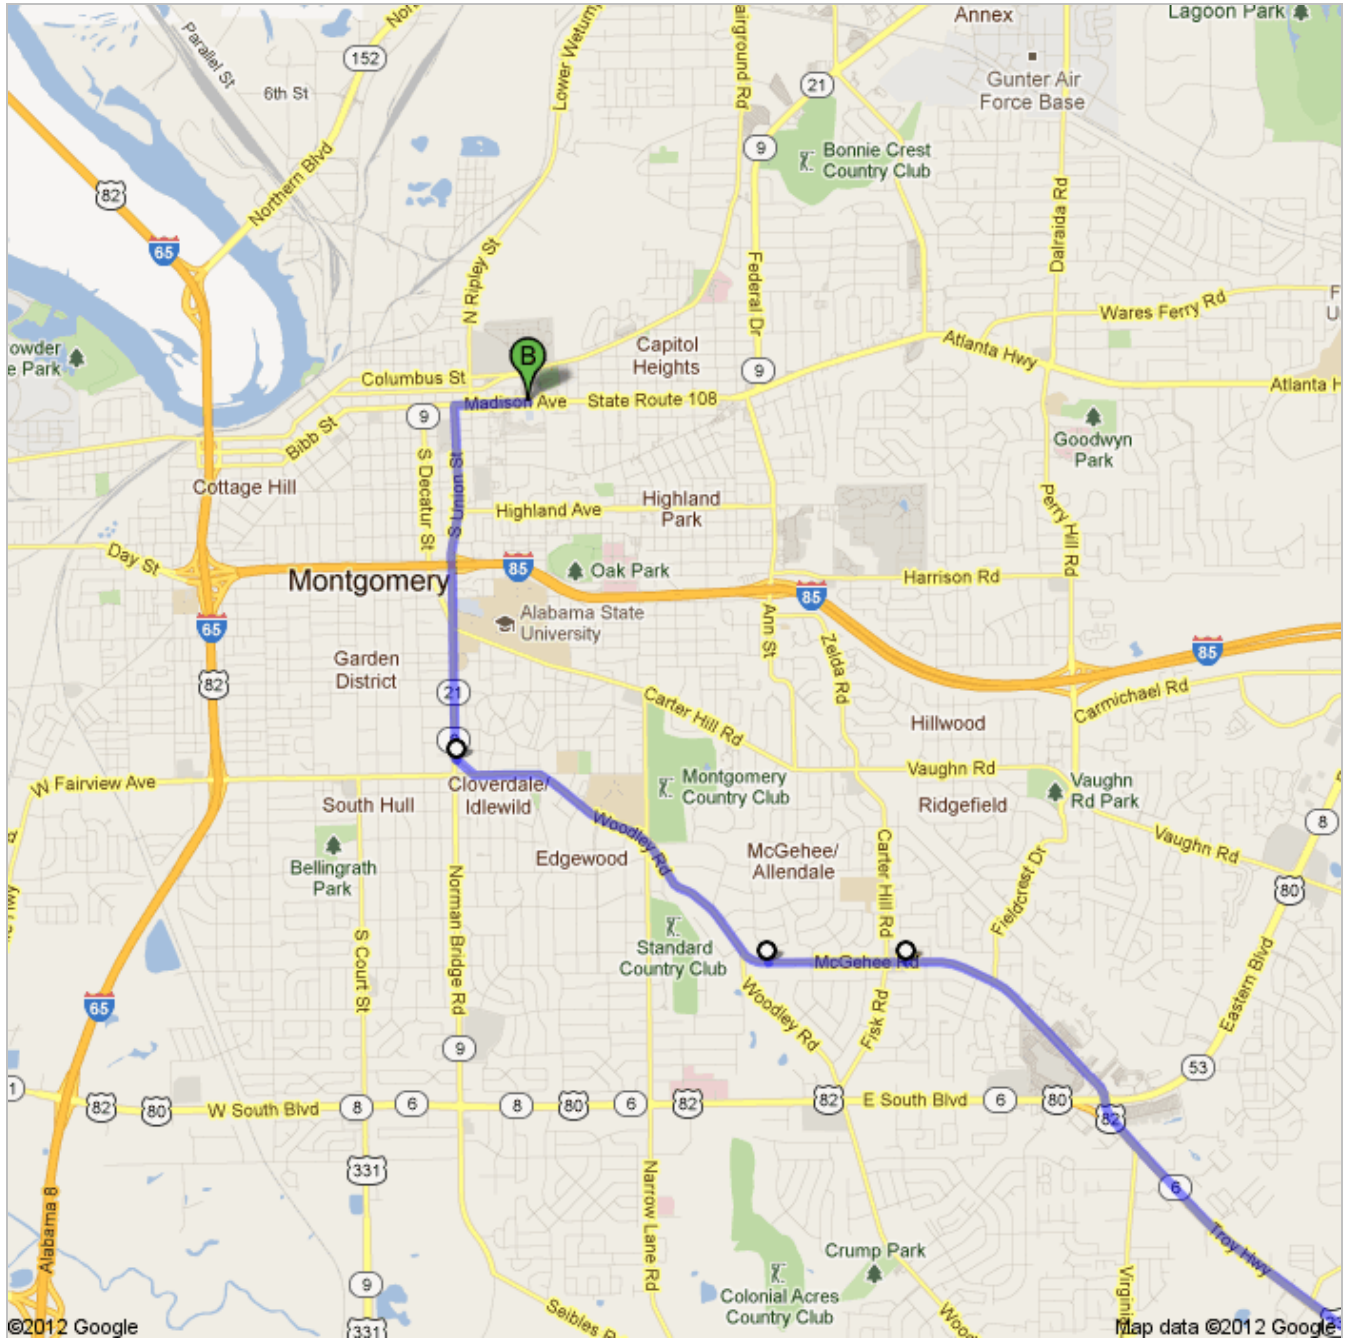 Annex
Lagoon Park
Parallel St
152
6th St
Lower Wetump
airground Rd
21
Gunter Air
Force Base
Bonnie Crest
Country Club
9
82
Northern Blvd
65
N Ripley St
Federal Dr
Dalraida Rd
Wares Ferry Rd
F
U
owder
e Park
B
Capitol
Heights
Atlanta Hwy
Columbus St
9
Atlanta H
Madison Ave
State Route 108
9
Bibb St
Goodwyn
Park
S Decatur St
S Union St
Cottage Hill
Highland Ave
Highland
Park
Perry Hill Rd
Day St
85
Oak Park
Harrison Rd
Montgomery
85
65
Alabama State
University
Ann St
Zelda Rd
85
Garden
District
82
21
Carter Hill Rd
Carmichael Rd
Hillwood
W Fairview Ave
Cloverdale/
Idlewild
Montgomery
Country Club
Vaughn Rd
Vaughn
Rd Park
South Hull
Ridgefield
8
Woodley Rd
Edgewood
McGehee/
Allendale
Vaughn Rd
Bellingrath
Park
Carter Hill Rd
Fieldcrest Dr
80
Norman Bridge Rd
S Court St
Standard
Country Club
McGehee Rd
Eastern Blvd
65
Woodley Rd
Fisk Rd
9
53
1
82
80
W South Blvd
8
6
8
80
6
82
82
E South Blvd
6
80
82
331
Narrow Lane Rd
6
Alabama 8
Troy Hwy
Crump Park
9
Colonial Acres
Country Club
Virgini
Seibles R
331
Wood
©2012 Google
Map data ©2012 Google